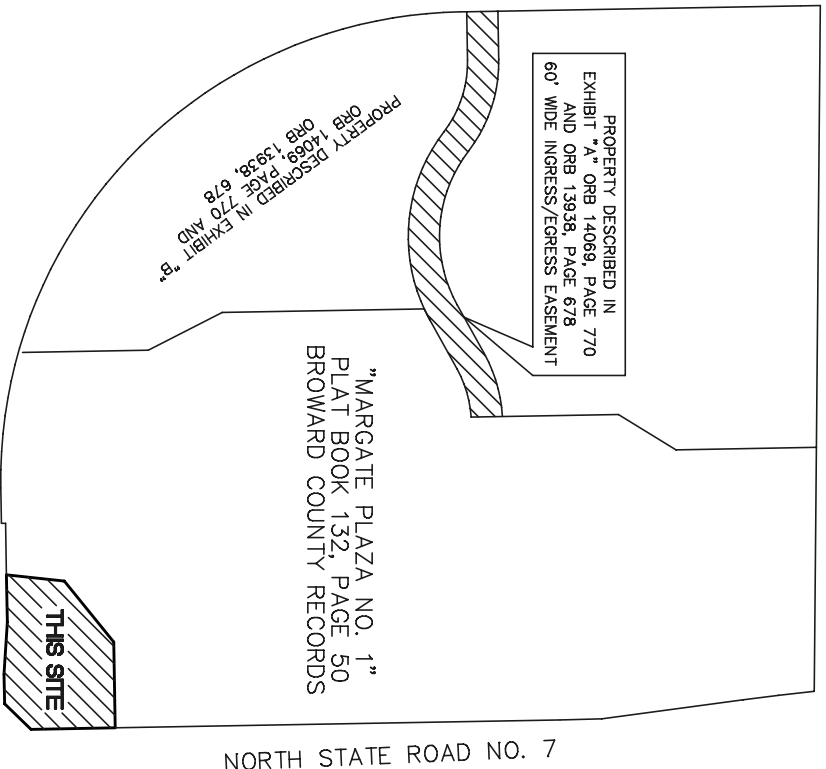 PROPERTY DESCRIBED IN
EXHIBIT "A" ORB 14069, PAGE 770
AND ORB 13938, PAGE 678
60' WIDE INGRESS/EGRESS EASEMENT
PROPERTY DESCRIBED IN EXHIBIT "B"
ORB 14069, PAGE 770 AND
ORB 13938, 678
"MARGATE PLAZA NO. 1"
PLAT BOOK 132, PAGE 50
BROWARD COUNTY RECORDS
THIS SITE
NORTH STATE ROAD NO. 7